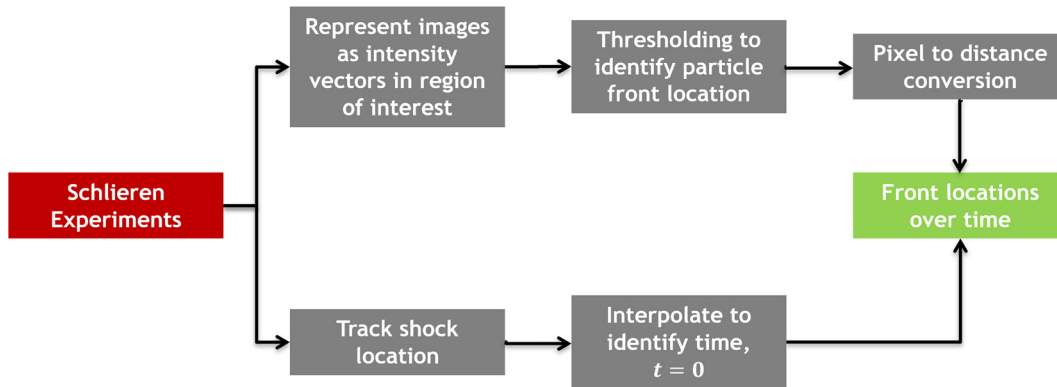 Schlieren
Experiments
Represent images
as intensity
vectors in region
of interest
Thresholding to
identify particle
front location
Pixel to distance
conversion
Track shock
location
Interpolate to
identify time,
t = 0
Front locations
over time